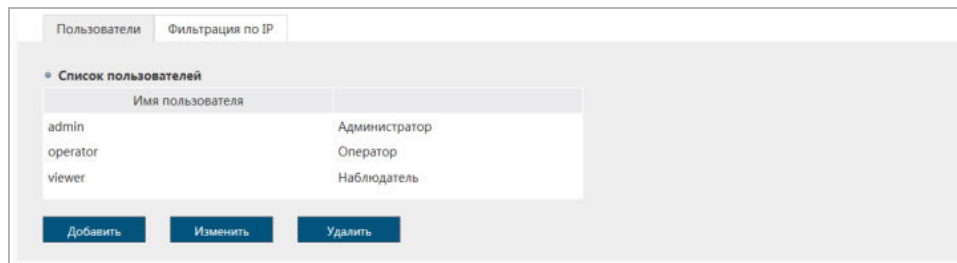 Пользователи Фильтрация по IP
Список пользователей
Имя пользователя
admin Администратор
operator Оператор
viewer Наблюдатель
Добавить Изменить Удалить